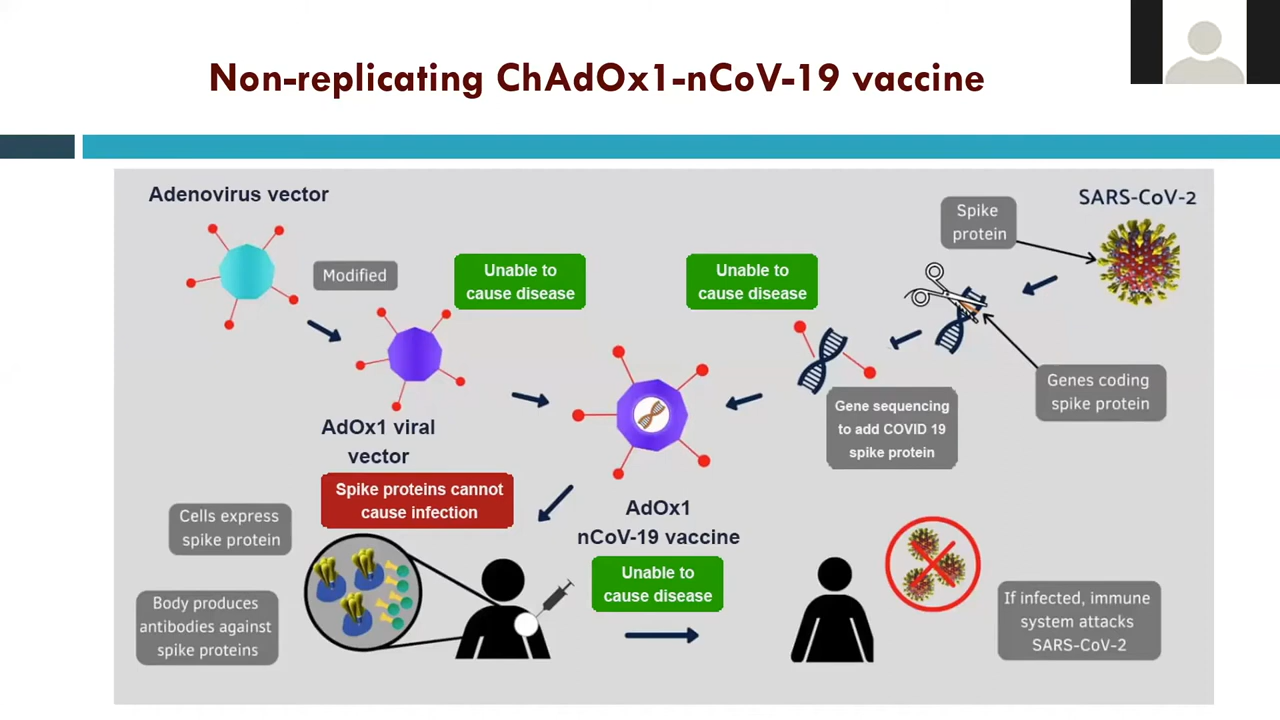 Non-replicating ChAdOx1-nCoV-19 vaccine
Adenovirus vector
SARS-CoV-2
Spike
protein
Modified
Unable to
cause disease
Unable to
cause disease
Genes coding
spike protein
Gene sequencing
to add COVID 19
spike protein
AdOx1 viral
vector
Spike proteins cannot
cause infection
AdOx1
nCoV-19 vaccine
Unable to
cause disease
Cells express
spike protein
Body produces
antibodies against
spike proteins
If infected, immune
system attacks
SARS-CoV-2